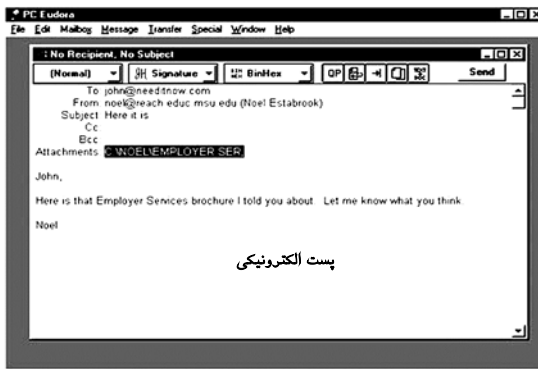 PC Eudora
File Edit Mailbox Message Transfer Special Window Help
: No Recipient, No Subject
(Normal) Signature BinHex QP Send
To john@needitnow com
From noel@reach educ msu edu (Noel Estabrook)
Subject Here it is
Cc
Bcc
Attachments C \NOEL\EMPLOYER SER
John,
Here is that Employer Services brochure I told you about Let me know what you think
Noel
پست الکترونیکی